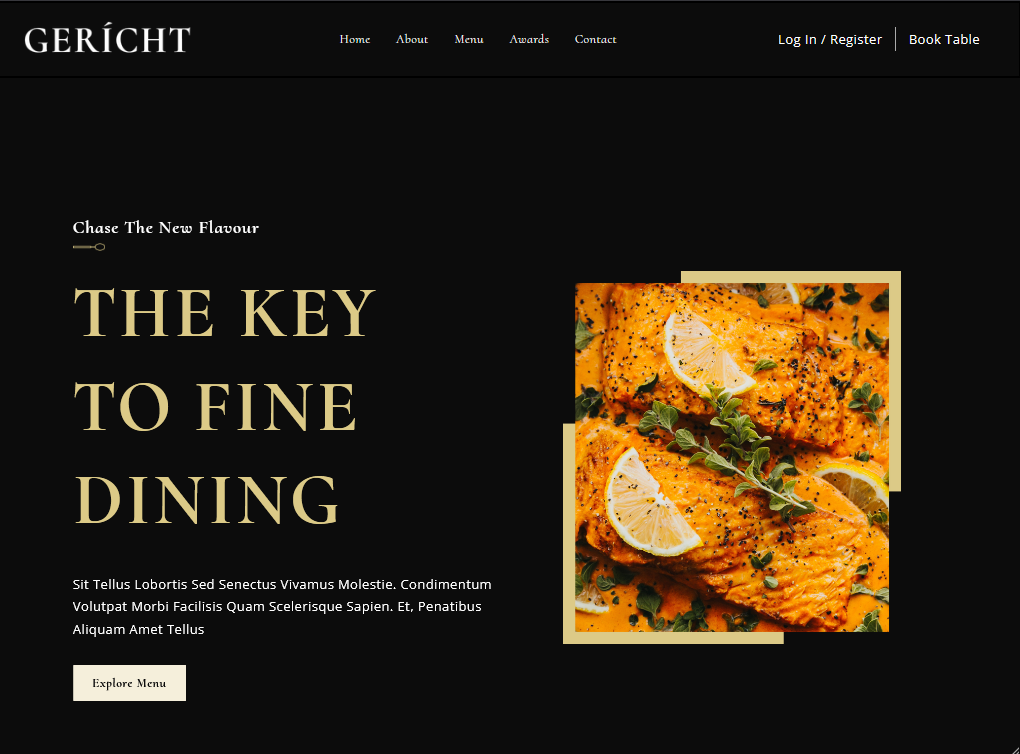 GERÍCHT
Home About Menu Awards Contact
Log In / Register Book Table
Chase The New Flavour
THE KEY
TO FINE
DINING
Sit Tellus Lobortis Sed Senectus Vivamus Molestie. Condimentum
Volutpat Morbi Facilisis Quam Scelerisque Sapien. Et, Penatibus
Aliquam Amet Tellus
Explore Menu